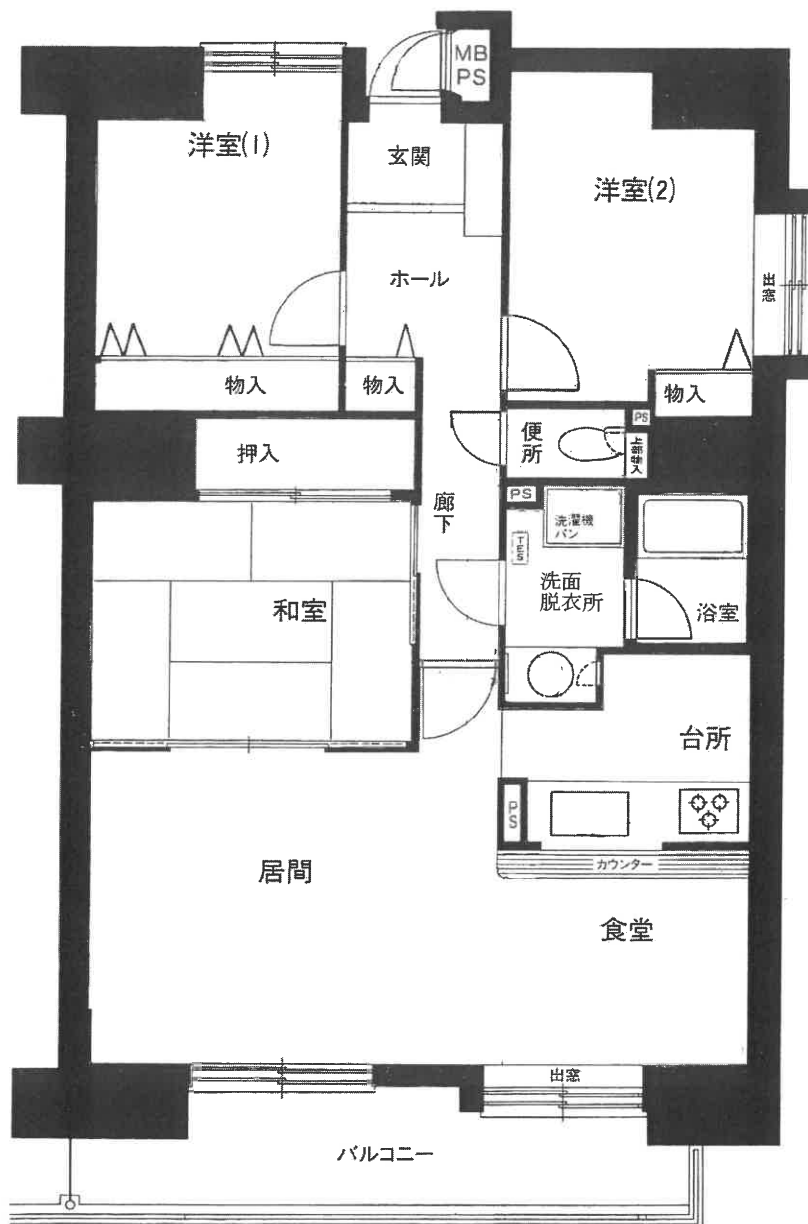 MB
PS
洋室(1)
玄関
洋室(2)
出窓
ホール
物入
物入
物入
押入
便所
PS
上部物入
廊下
PS
洗濯機
パン
TES
洗面
脱衣所
浴室
和室
台所
PS
カウンター
居間
食堂
出窓
バルコニー